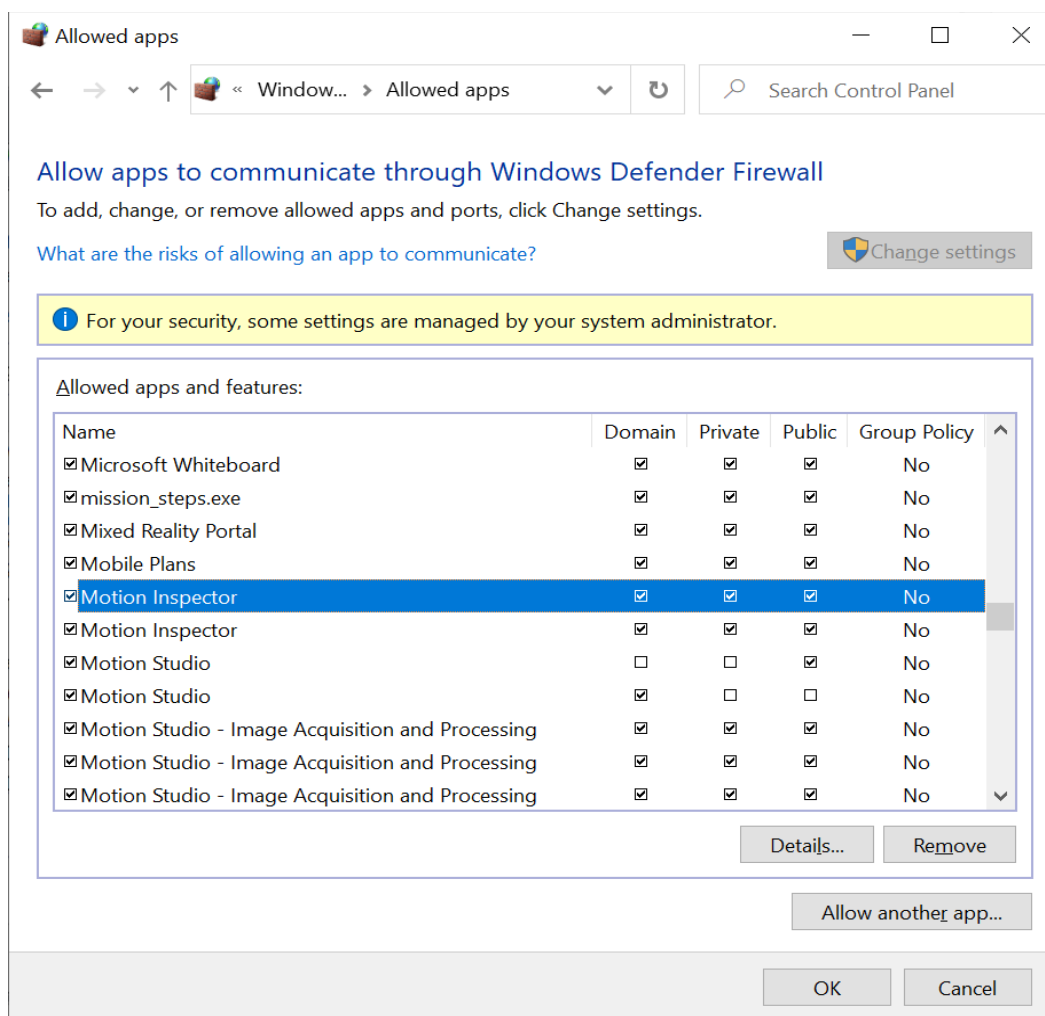 Allowed apps
« Window... > Allowed apps
Search Control Panel
Allow apps to communicate through Windows Defender Firewall
To add, change, or remove allowed apps and ports, click Change settings.
What are the risks of allowing an app to communicate?
Change settings
For your security, some settings are managed by your system administrator.
Allowed apps and features:
Name Domain Private Public Group Policy
Microsoft Whiteboard No
mission_steps.exe No
Mixed Reality Portal No
Mobile Plans No
Motion Inspector No
Motion Inspector No
Motion Studio No
Motion Studio No
Motion Studio - Image Acquisition and Processing No
Motion Studio - Image Acquisition and Processing No
Motion Studio - Image Acquisition and Processing No
Details... Remove
Allow another app...
OK Cancel